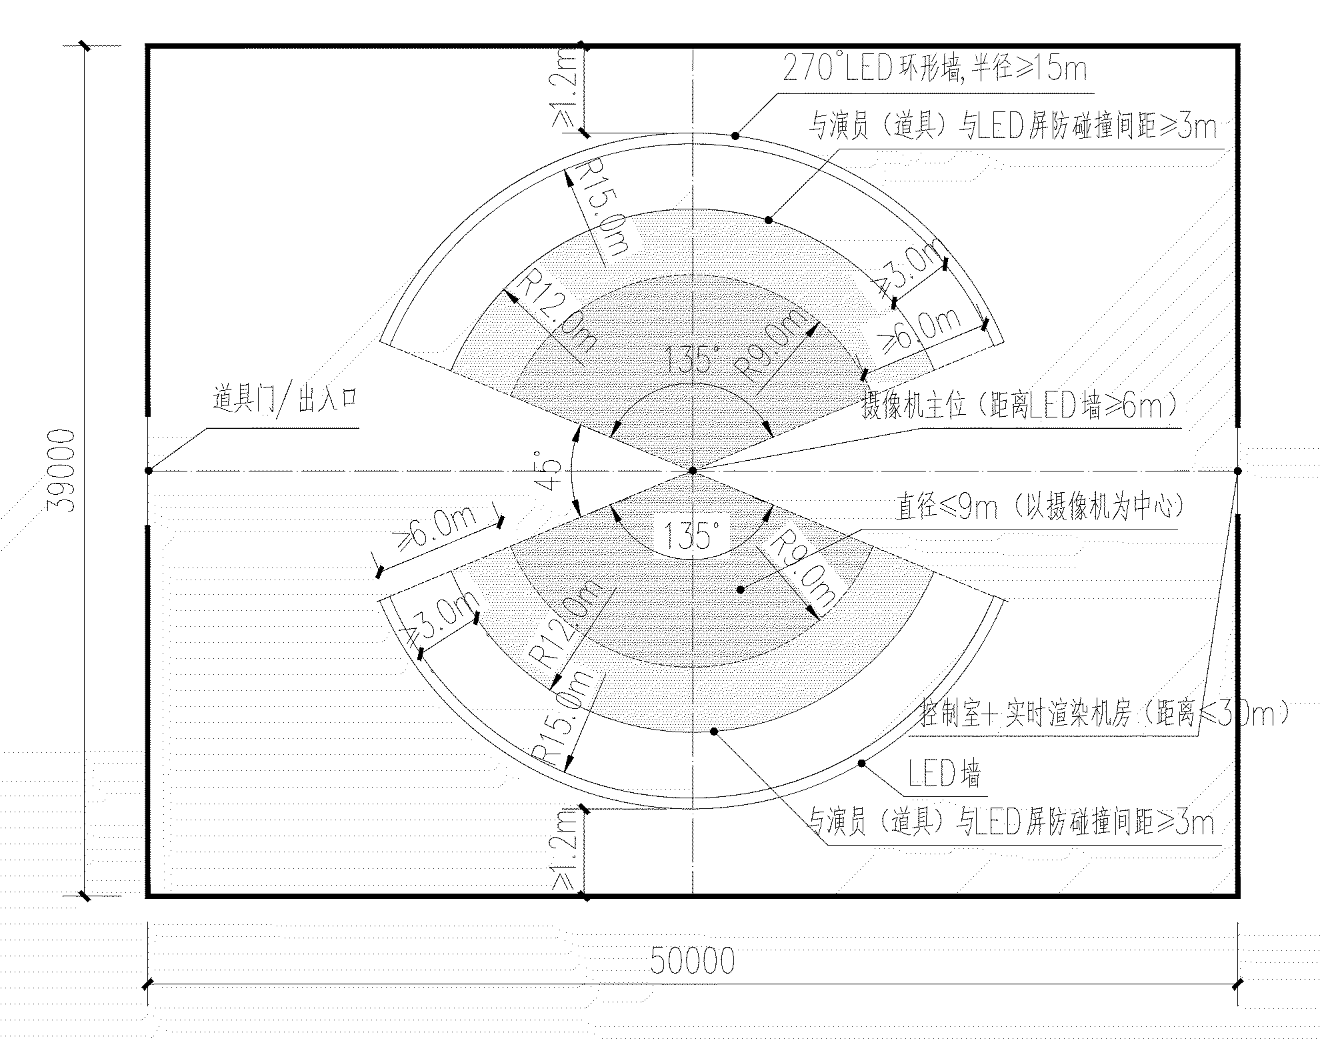 ≥1.2m
270°LED环形墙,半径≥15m
与演员（道具）与LED屏防碰撞间距≥3m
R15.0m
≥3.0m
R12.0m
R9.0m
≥6.0m
135°
道具门/出入口
摄像机主位（距离LED墙≥6m）
39000
45°
直径≤9m（以摄像机为中心）
≥6.0m
135°
R9.0m
≥3.0m
R12.0m
R15.0m
控制室+实时渲染机房（距离≤30m）
LED墙
与演员（道具）与LED屏防碰撞间距≥3m
≥1.2m
50000